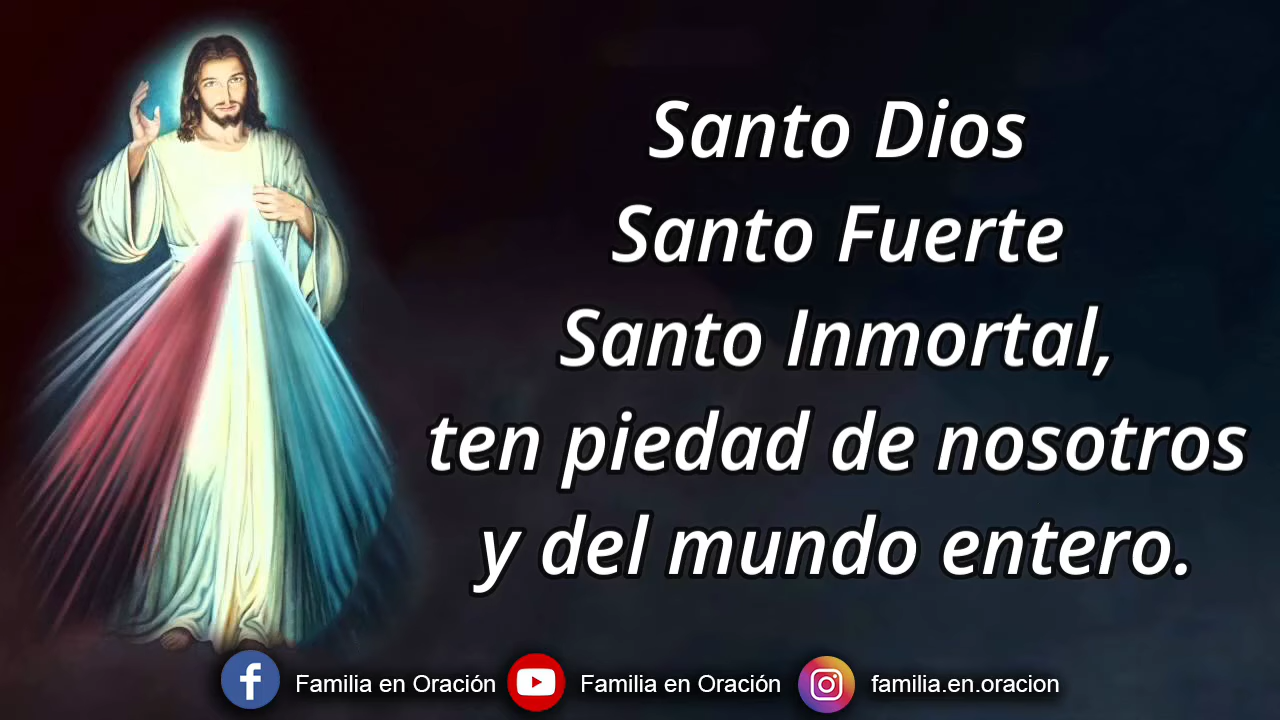 Santo Dios
Santo Fuerte
Santo Inmortal,
ten piedad de nosotros
y del mundo entero.
Familia en Oración
Familia en Oración
familia.en.oracion